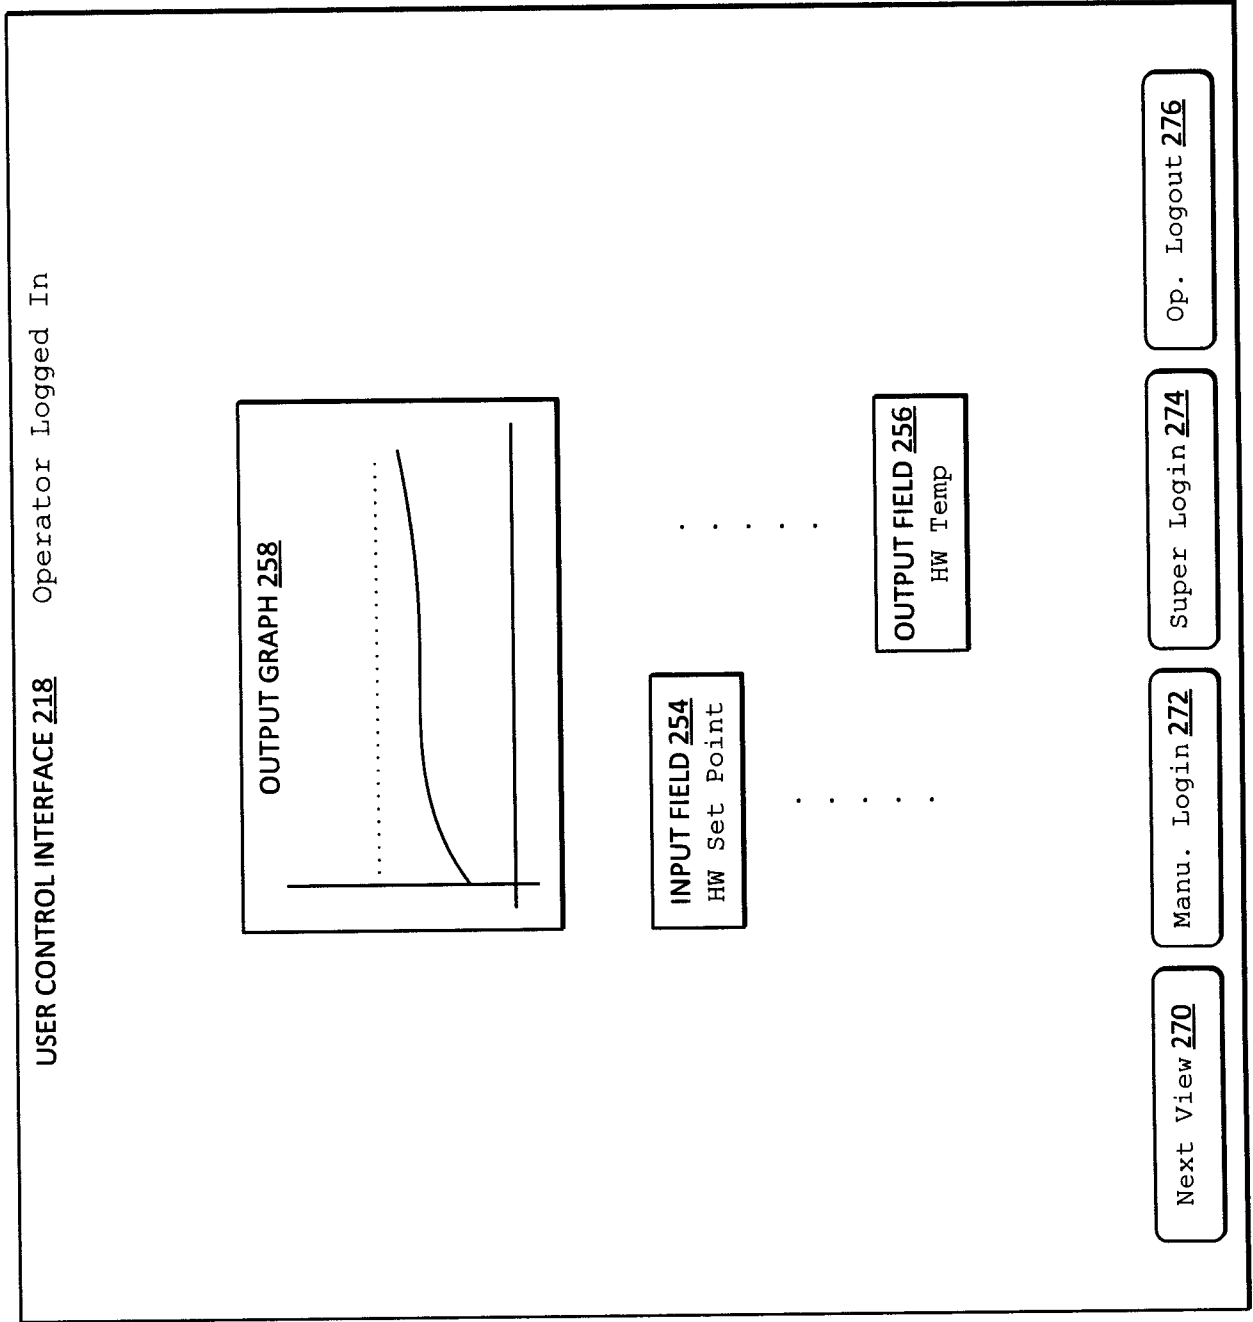 USER CONTROL INTERFACE 218 Operator Logged In
OUTPUT GRAPH 258
INPUT FIELD 254
HW Set Point
OUTPUT FIELD 256
HW Temp
Next View 270
Manu. Login 272
Super Login 274
Op. Logout 276